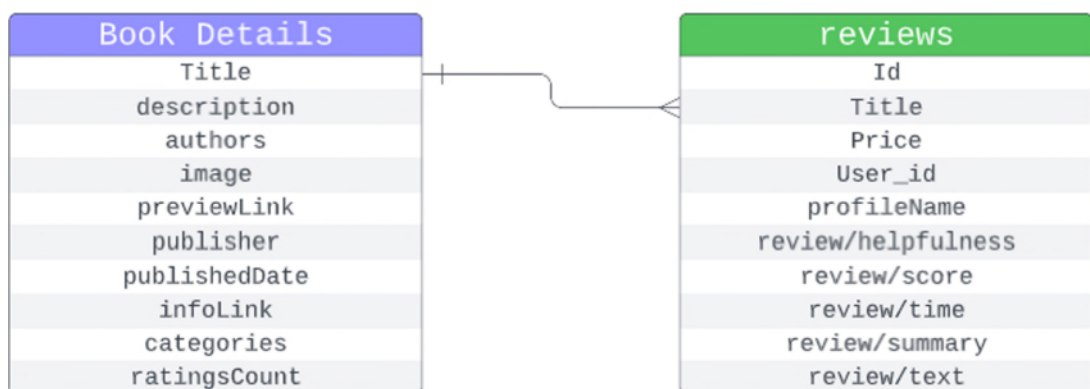 Book Details
Title
description
authors
image
previewLink
publisher
publishedDate
infoLink
categories
ratingsCount
reviews
Id
Title
Price
User_id
profileName
review/helpfulness
review/score
review/time
review/summary
review/text